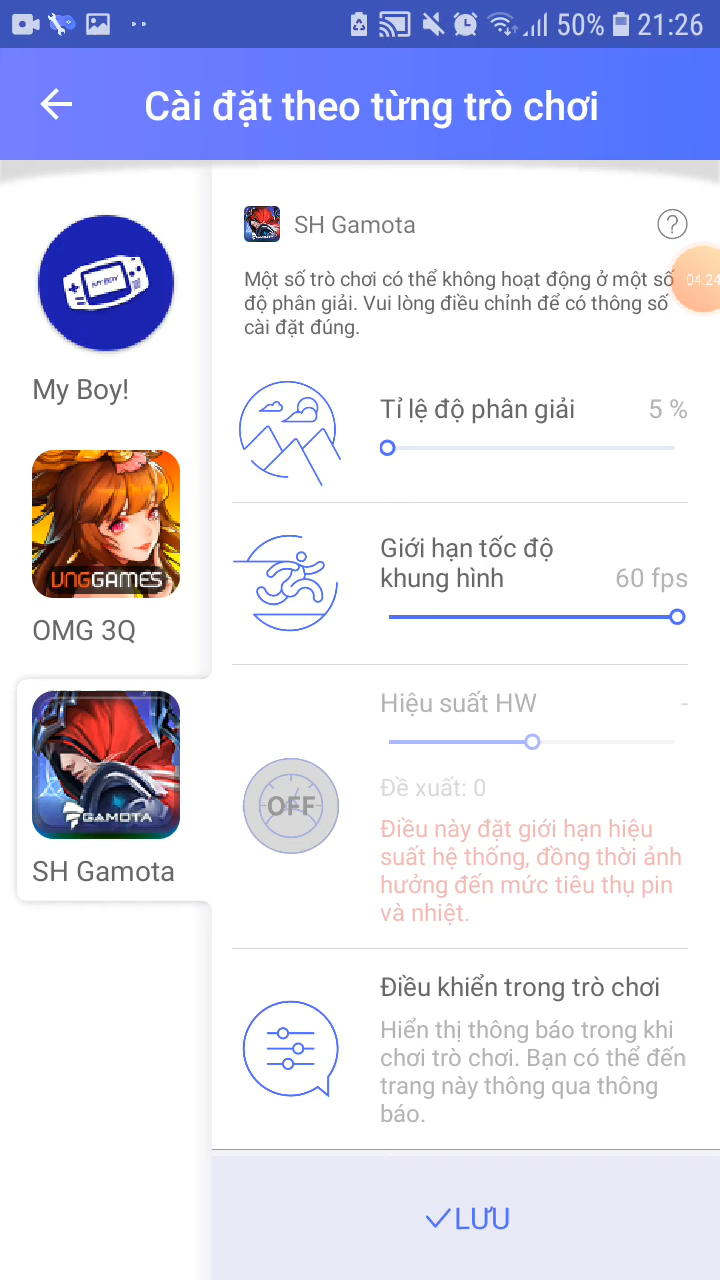 50% 21:26
Cài đặt theo từng trò chơi
MY BOY
My Boy!
VNGGAMES
OMG 3Q
GAMOTA
SH Gamota
SH Gamota
?
04:24
Một số trò chơi có thể không hoạt động ở một số
độ phân giải. Vui lòng điều chỉnh để có thông số
cài đặt đúng.
Tỉ lệ độ phân giải 5 %
Giới hạn tốc độ
khung hình 60 fps
Hiệu suất HW -
OFF
Đề xuất: 0
Điều này đặt giới hạn hiệu
suất hệ thống, đồng thời ảnh
hưởng đến mức tiêu thụ pin
và nhiệt.
Điều khiển trong trò chơi
Hiển thị thông báo trong khi
chơi trò chơi. Bạn có thể đến
trang này thông qua thông
báo.
LƯU